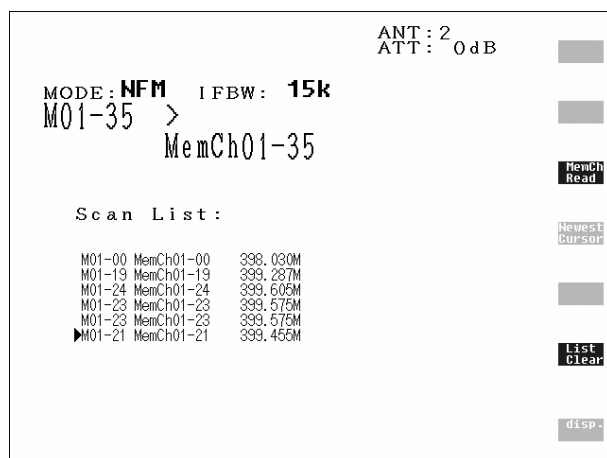 ANT:2
ATT: 0dB
MODE:NFM IFBW: 15k
M01-35 >
MemCh01-35
MemCh
Read
Scan List:
Newest
Cursor
M01-00 MemCh01-00 398.030M
M01-19 MemCh01-19 399.287M
M01-24 MemCh01-24 399.605M
M01-23 MemCh01-23 399.575M
M01-23 MemCh01-23 399.575M
▶M01-21 MemCh01-21 399.455M
List
Clear
disp.